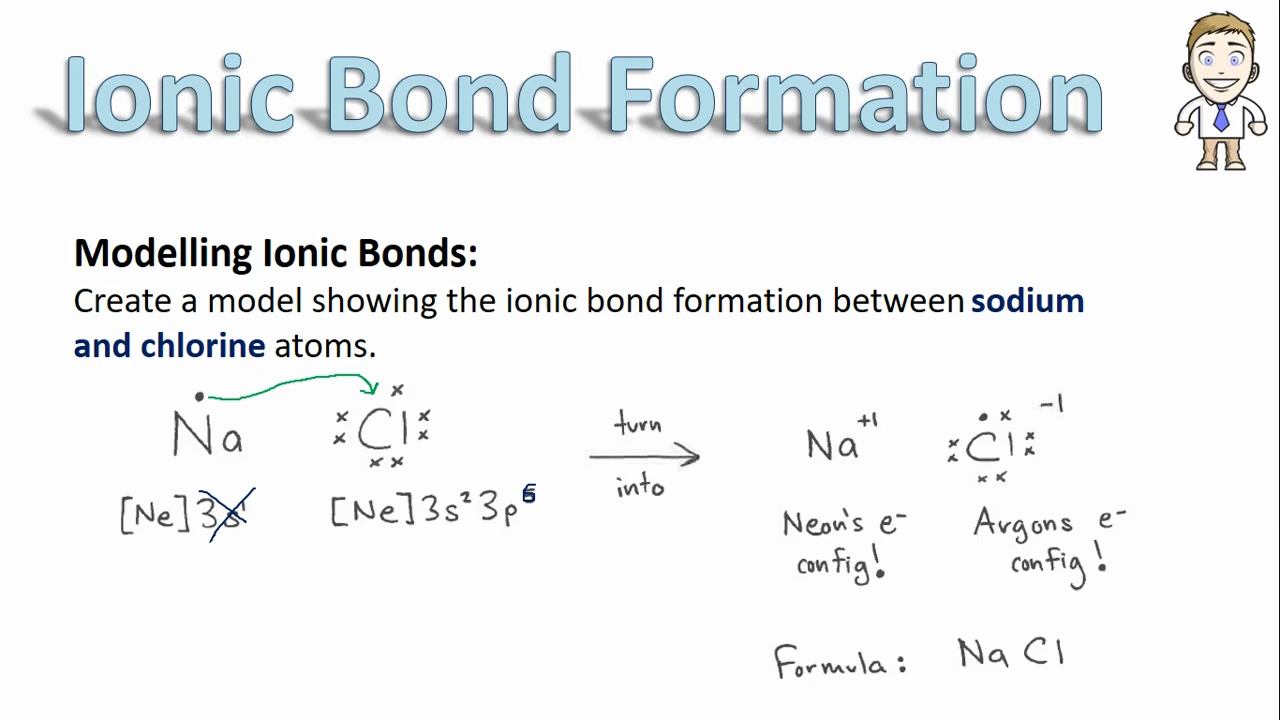 Ionic Bond Formation
Modelling Ionic Bonds:
Create a model showing the ionic bond formation between sodium
and chlorine atoms.
Na Cl turn into Na⁺¹ Cl⁻¹
[Ne]3s¹ [Ne]3s²3p
Neon's e⁻ Argons e⁻
config! config!
Formula: NaCl